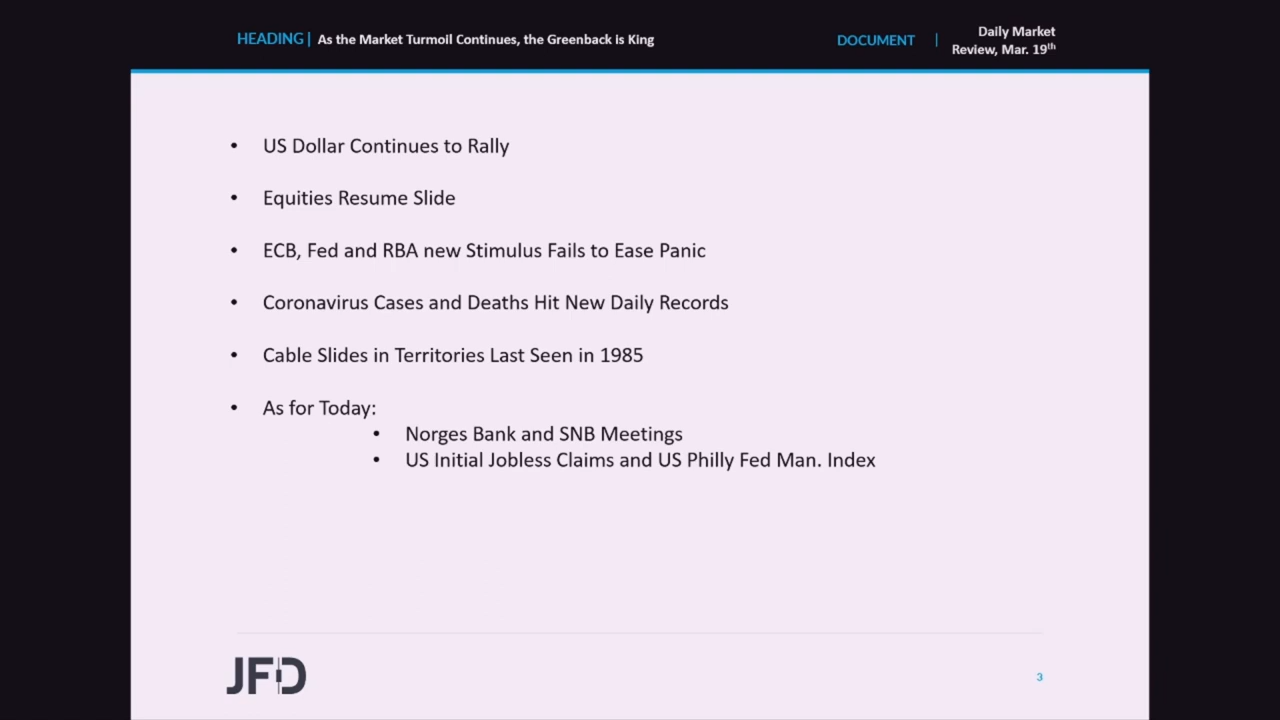 HEADING | As the Market Turmoil Continues, the Greenback is King
DOCUMENT | Daily Market
Review, Mar. 19th
• US Dollar Continues to Rally
• Equities Resume Slide
• ECB, Fed and RBA new Stimulus Fails to Ease Panic
• Coronavirus Cases and Deaths Hit New Daily Records
• Cable Slides in Territories Last Seen in 1985
• As for Today:
• Norges Bank and SNB Meetings
• US Initial Jobless Claims and US Philly Fed Man. Index
JFD
3